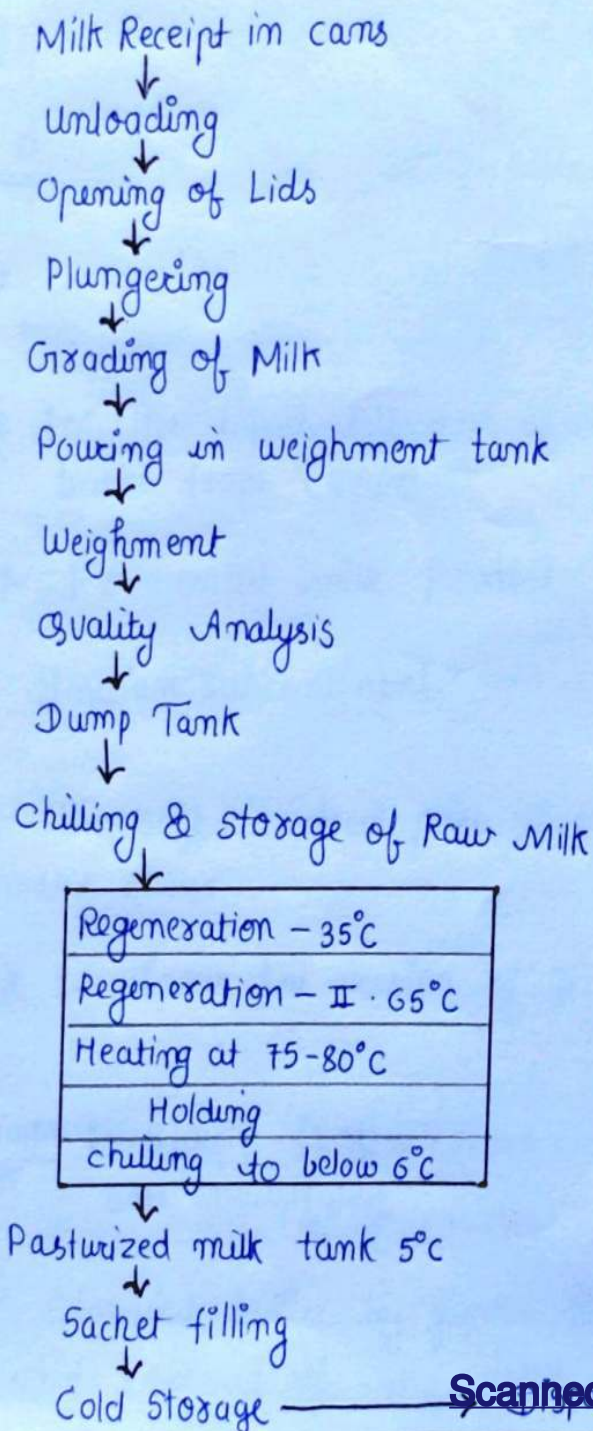 Milk Receipt in cans
↓
Unloading
↓
Opening of Lids
↓
Plungering
↓
Grading of Milk
↓
Pouring in weighment tank
↓
Weighment
↓
Quality Analysis
↓
Dump Tank
↓
Chilling & storage of Raw Milk
↓
Regeneration - 35°C
Regeneration - II · 65°C
Heating at 75-80°C
Holding
chilling to below 6°C
↓
Pasturized milk tank 5°C
↓
Sachet filling
↓
Cold Storage → Scanned